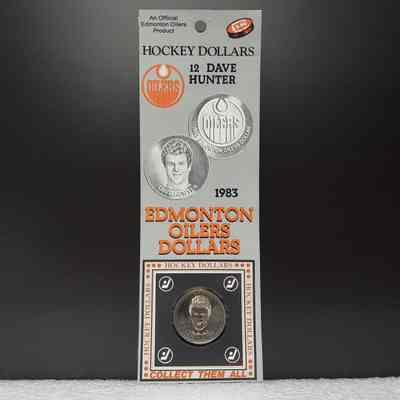 An Official
Edmonton Oilers
Product
HOCKEY DOLLARS
12 DAVE
HUNTER
OILERS
OILERS
1983
EDMONTON
OILERS
DOLLARS
HOCKEY DOLLARS
HOCKEY DOLLARS
HOCKEY DOLLARS
COLLECT THEM ALL